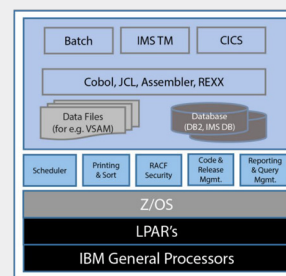 Batch
IMS TM
CICS
Cobol, JCL, Assembler, REXX
Data Files
(for e.g. VSAM)
Database
(DB2, IMS DB)
Scheduler
Printing
& Sort
RACF
Security
Code &
Release
Mgmt.
Reporting
& Query
Mgmt.
Z/OS
LPAR's
IBM General Processors